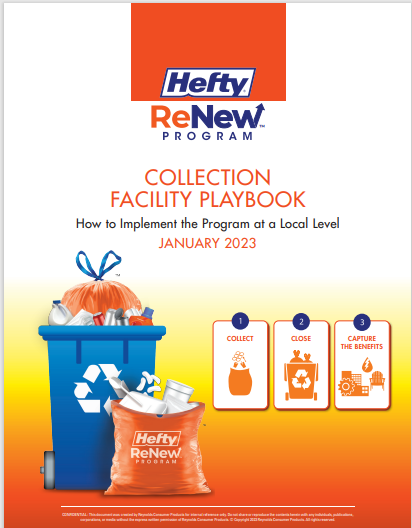 Hefty
ReNew™
PROGRAM
COLLECTION
FACILITY PLAYBOOK
How to Implement the Program at a Local Level
JANUARY 2023
1
COLLECT
2
CLOSE
3
CAPTURE
THE BENEFITS
Hefty
ReNew
PROGRAM
CONFIDENTIAL: This document was created by Reynolds Consumer Products for internal reference only. Do not share or reproduce the contents herein with any individuals, publications,
corporations, or media without the express written permission of Reynolds Consumer Products. © Copyright 2023 Reynolds Consumer Products. All rights reserved.